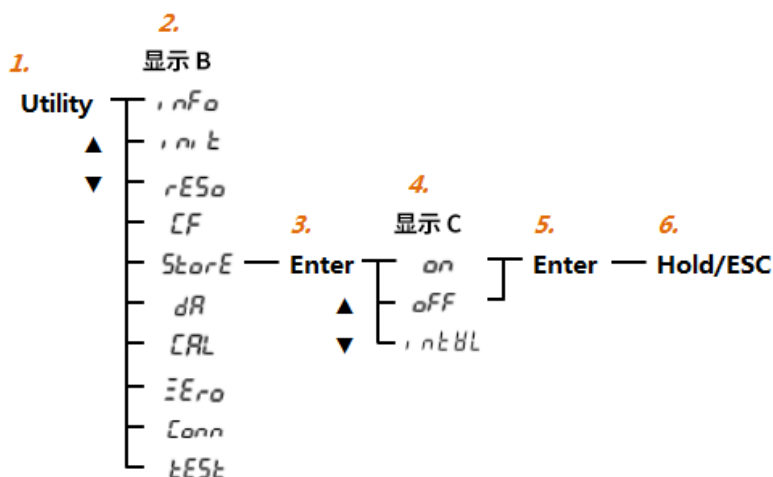 2.
显示 B
1.
Utility
inFo
init
rESo
CF
StorE
dA
CAL
ZEro
Conn
tESt
▲
▼
3.
Enter
4.
显示 C
on
oFF
intVL
▲
▼
5.
Enter
6.
Hold/ESC